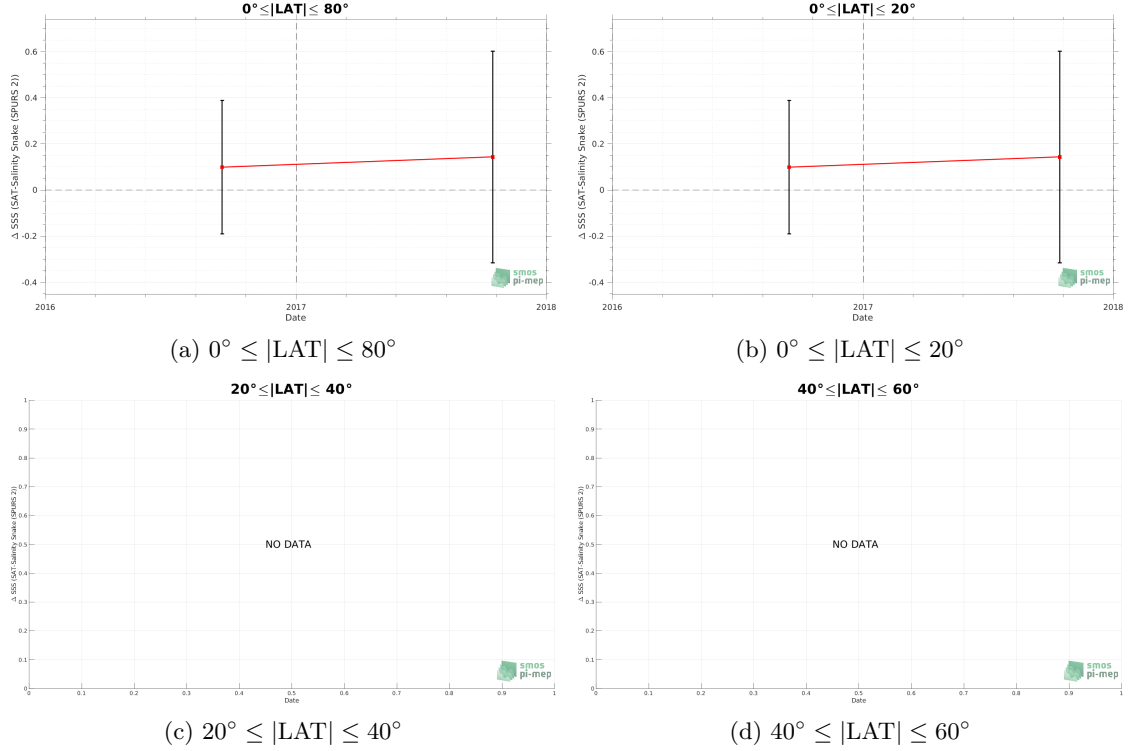 0°≤|LAT|≤ 80°
Δ SSS (SAT-Salinity Snake (SPURS 2))
0.6
0.4
0.2
0
-0.2
-0.4
2016
2017
2018
Date
smos
pi-mep
(a) 0° ≤ |LAT| ≤ 80°
0°≤|LAT|≤ 20°
Δ SSS (SAT-Salinity Snake (SPURS 2))
0.6
0.4
0.2
0
-0.2
-0.4
2016
2017
2018
Date
smos
pi-mep
(b) 0° ≤ |LAT| ≤ 20°
20°≤|LAT|≤ 40°
Δ SSS (SAT-Salinity Snake (SPURS 2))
1
0.9
0.8
0.7
0.6
0.5
0.4
0.3
0.2
0.1
0
NO DATA
0 0.1 0.2 0.3 0.4 0.5 0.6 0.7 0.8 0.9 1
Date
smos
pi-mep
(c) 20° ≤ |LAT| ≤ 40°
40°≤|LAT|≤ 60°
Δ SSS (SAT-Salinity Snake (SPURS 2))
1
0.9
0.8
0.7
0.6
0.5
0.4
0.3
0.2
0.1
0
NO DATA
0 0.1 0.2 0.3 0.4 0.5 0.6 0.7 0.8 0.9 1
Date
smos
pi-mep
(d) 40° ≤ |LAT| ≤ 60°